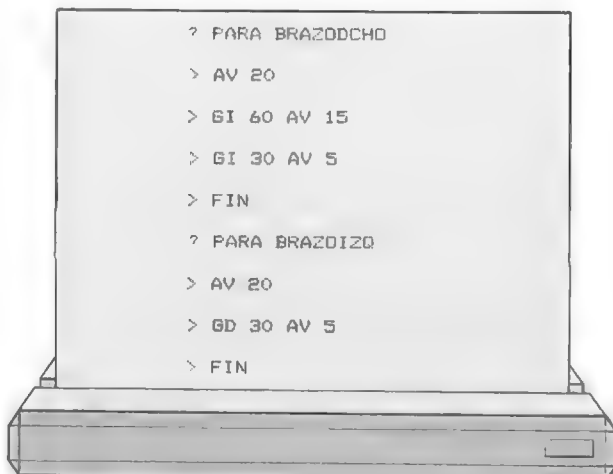 ? PARA BRAZODCHO
> AV 20
> GI 60 AV 15
> GI 30 AV 5
> FIN
? PARA BRAZOIZQ
> AV 20
> GD 30 AV 5
> FIN